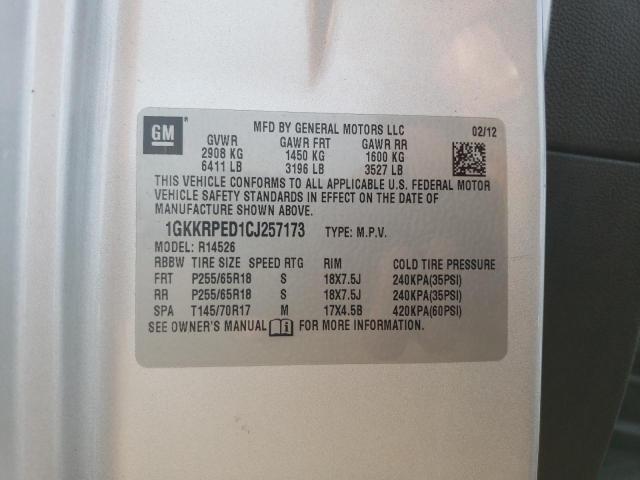 GM ®
MFD BY GENERAL MOTORS LLC 02/12
GVWR GAWR FRT GAWR RR
2908 KG 1450 KG 1600 KG
6411 LB 3196 LB 3527 LB
THIS VEHICLE CONFORMS TO ALL APPLICABLE U.S. FEDERAL MOTOR
VEHICLE SAFETY STANDARDS IN EFFECT ON THE DATE OF
MANUFACTURE SHOWN ABOVE.
1GKKRPED1CJ257173 TYPE: M.P.V.
MODEL: R14526
RBBW TIRE SIZE SPEED RTG RIM COLD TIRE PRESSURE
FRT P255/65R18 S 18X7.5J 240KPA(35PSI)
RR P255/65R18 S 18X7.5J 240KPA(35PSI)
SPA T145/70R17 M 17X4.5B 420KPA(60PSI)
SEE OWNER'S MANUAL FOR MORE INFORMATION.